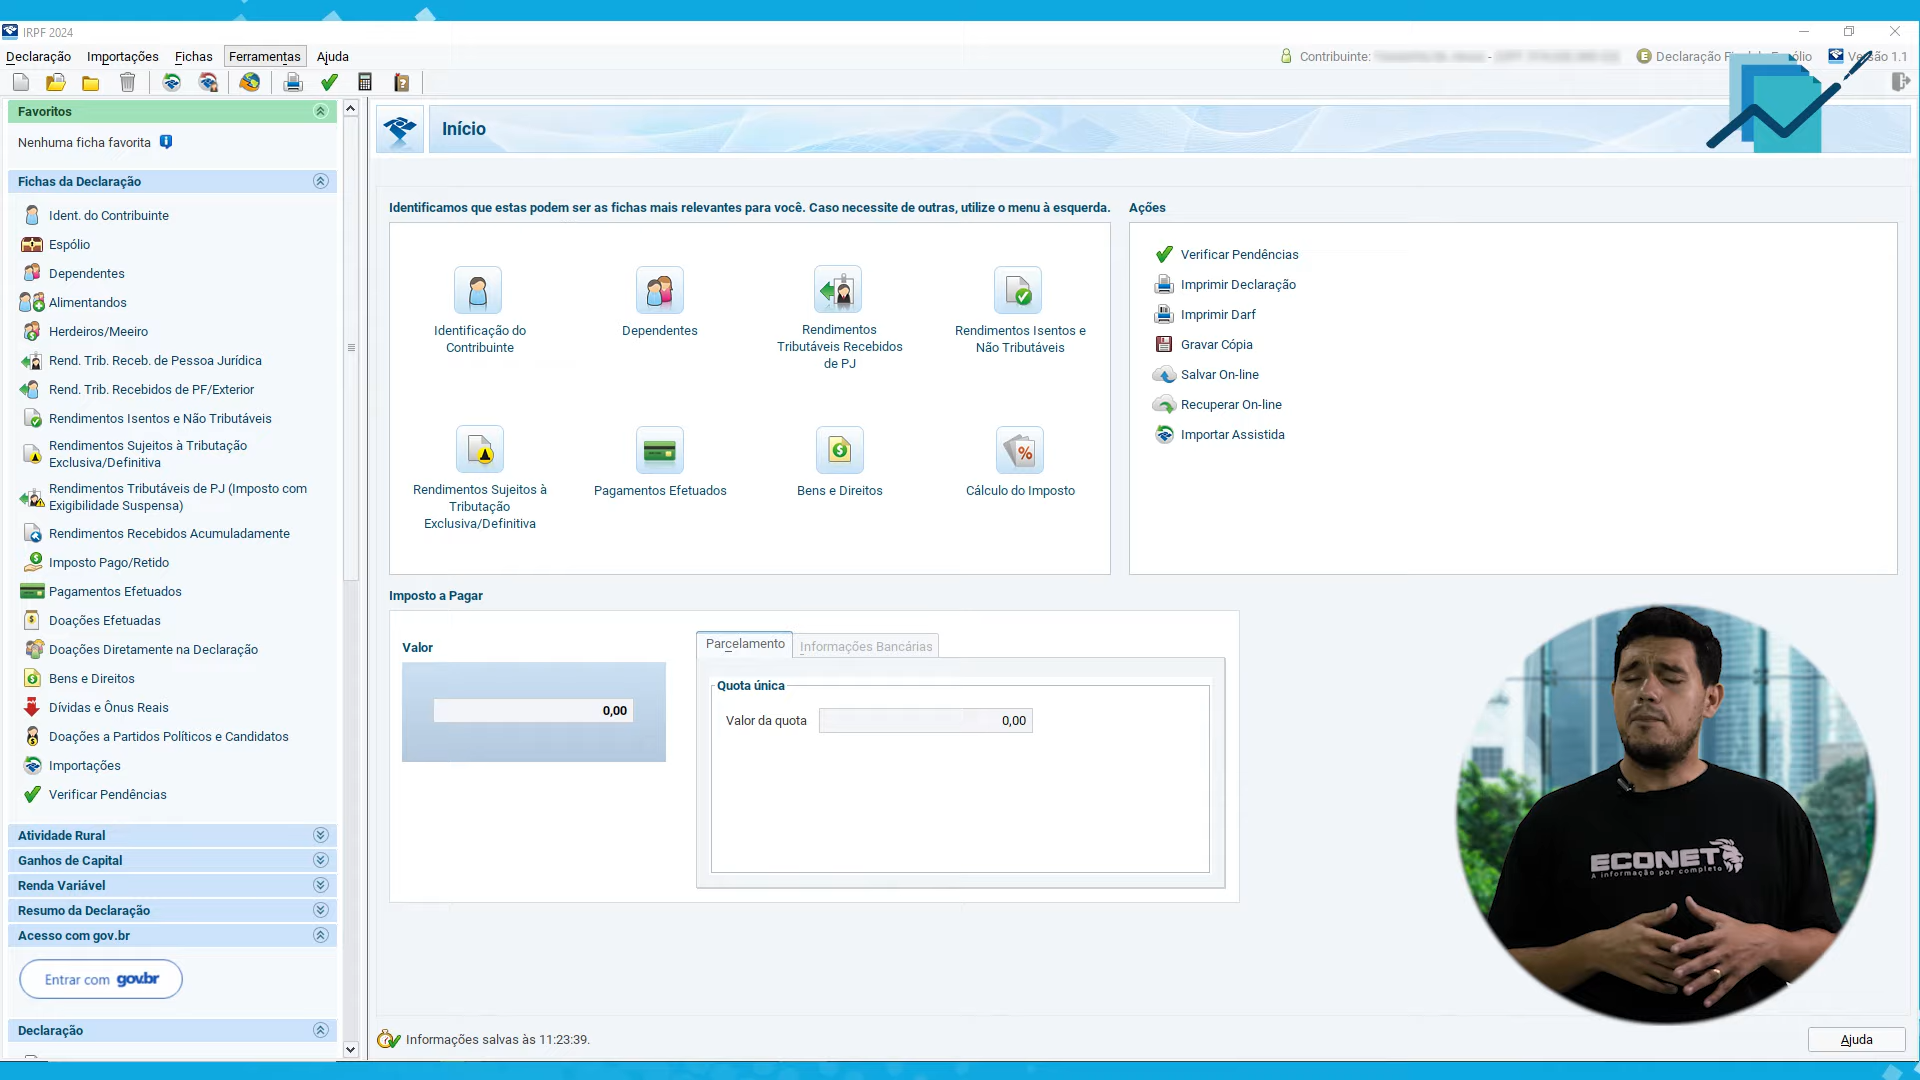 IRPF 2024
Declaração Importações Fichas Ferramentas Ajuda
Contribuinte:
Declaração
Versão 1.1
Favoritos
Nenhuma ficha favorita
Fichas da Declaração
Ident. do Contribuinte
Espólio
Dependentes
Alimentandos
Herdeiros/Meeiro
Rend. Trib. Receb. de Pessoa Jurídica
Rend. Trib. Recebidos de PF/Exterior
Rendimentos Isentos e Não Tributáveis
Rendimentos Sujeitos à Tributação
Exclusiva/Definitiva
Rendimentos Tributáveis de PJ (Imposto com
Exigibilidade Suspensa)
Rendimentos Recebidos Acumuladamente
Imposto Pago/Retido
Pagamentos Efetuados
Doações Efetuadas
Doações Diretamente na Declaração
Bens e Direitos
Dívidas e Ônus Reais
Doações a Partidos Políticos e Candidatos
Importações
Verificar Pendências
Atividade Rural
Ganhos de Capital
Renda Variável
Resumo da Declaração
Acesso com gov.br
Entrar com gov.br
Declaração
Início
Identificamos que estas podem ser as fichas mais relevantes para você. Caso necessite de outras, utilize o menu à esquerda.
Identificação do
Contribuinte
Dependentes
Rendimentos
Tributáveis Recebidos
de PJ
Rendimentos Isentos e
Não Tributáveis
Rendimentos Sujeitos à
Tributação
Exclusiva/Definitiva
Pagamentos Efetuados
Bens e Direitos
Cálculo do Imposto
Ações
Verificar Pendências
Imprimir Declaração
Imprimir Darf
Gravar Cópia
Salvar On-line
Recuperar On-line
Importar Assistida
Imposto a Pagar
Valor
0,00
Parcelamento
Informações Bancárias
Quota única
Valor da quota 0,00
ECONET
A informação por completo
Informações salvas às 11:23:39.
Ajuda